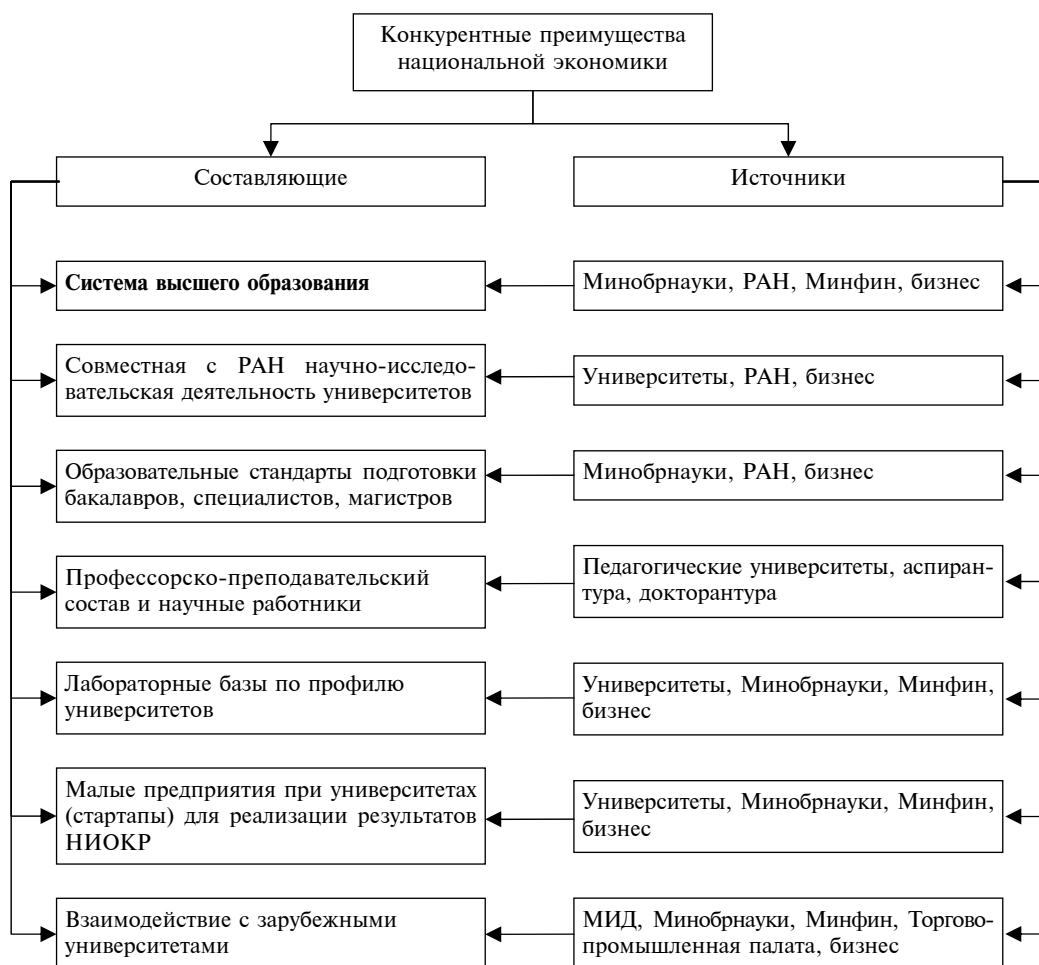 Конкурентные преимущества
национальной экономики
Составляющие
Источники
Система высшего образования
Минобрнауки, РАН, Минфин, бизнес
Совместная с РАН научно-исследо-
вательская деятельность университетов
Университеты, РАН, бизнес
Образовательные стандарты подготовки
бакалавров, специалистов, магистров
Минобрнауки, РАН, бизнес
Профессорско-преподавательский
состав и научные работники
Педагогические университеты, аспиран-
тура, докторантура
Лабораторные базы по профилю
университетов
Университеты, Минобрнауки, Минфин,
бизнес
Малые предприятия при университетах
(стартапы) для реализации результатов
НИОКР
Университеты, Минобрнауки, Минфин,
бизнес
Взаимодействие с зарубежными
университетами
МИД, Минобрнауки, Минфин, Торгово-
промышленная палата, бизнес